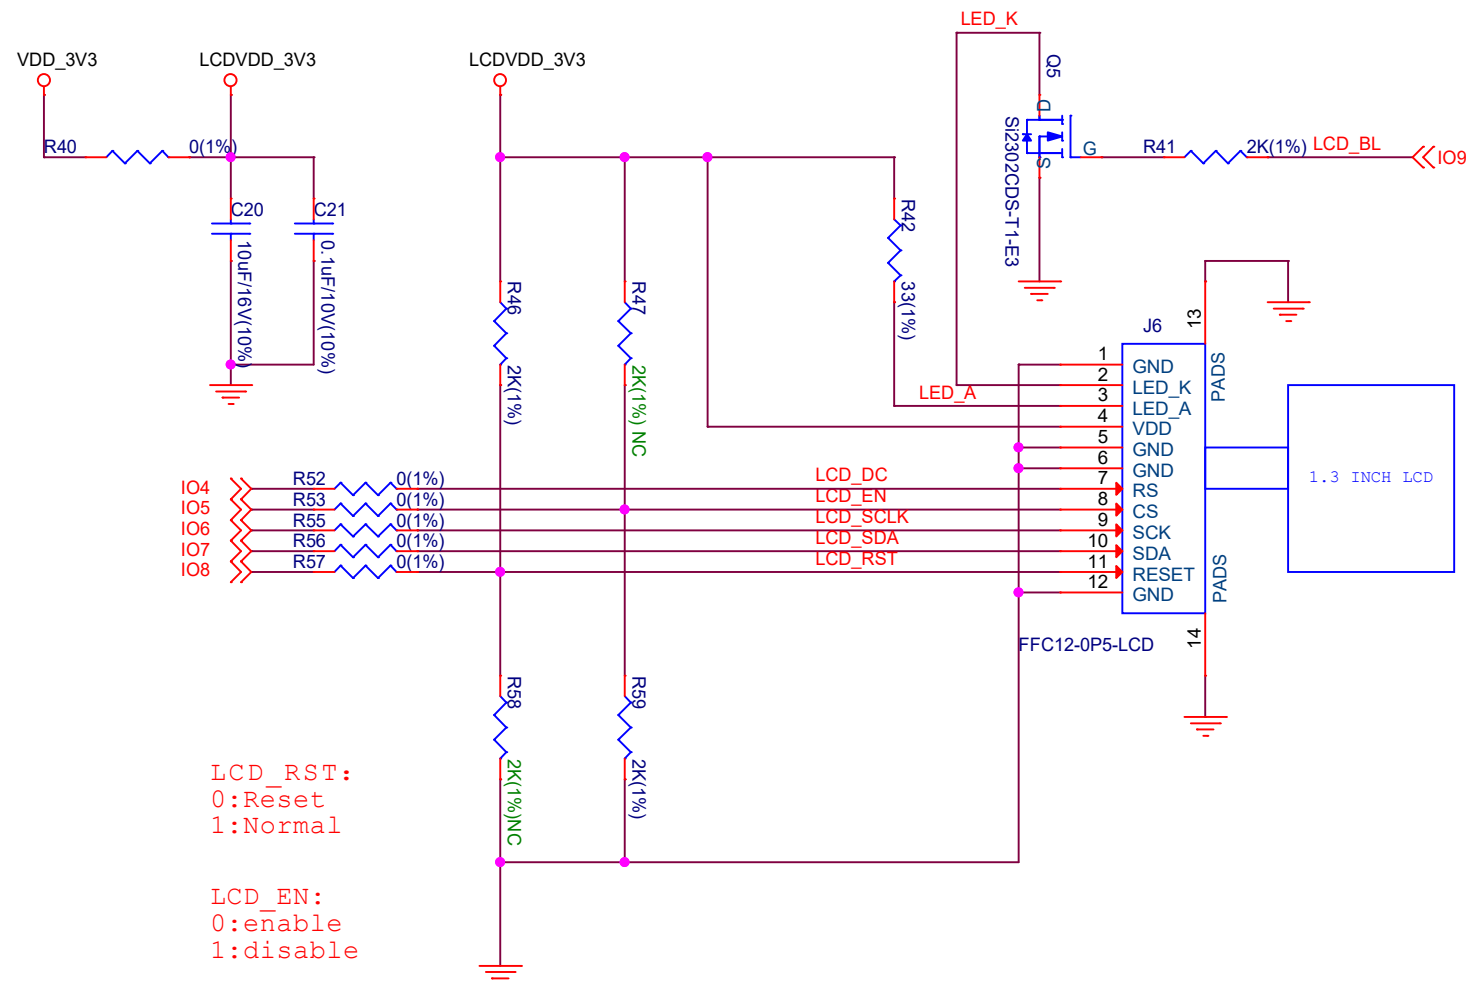 LED_K
VDD_3V3
LCDVDD_3V3
LCDVDD_3V3
Q5
D
S
G
Si2302CDS-T1-E3
R41
2K(1%)
LCD_BL
IO9
R40
0(1%)
C20
10uF/16V(10%)
C21
0.1uF/10V(10%)
R42
33(1%)
R46
2K(1%)
R47
2K(1%) NC
J6
13
PADS
1
GND
2
LED_K
LED_A
3
LED_A
4
VDD
5
GND
6
GND
1.3 INCH LCD
IO4
R52
0(1%)
LCD_DC
7
RS
IO5
R53
0(1%)
LCD_EN
8
CS
IO6
R55
0(1%)
LCD_SCLK
9
SCK
IO7
R56
0(1%)
LCD_SDA
10
SDA
IO8
R57
0(1%)
LCD_RST
11
RESET
12
GND
PADS
14
FFC12-0P5-LCD
R58
2K(1%)NC
R59
2K(1%)
LCD_RST:
0:Reset
1:Normal
LCD_EN:
0:enable
1:disable